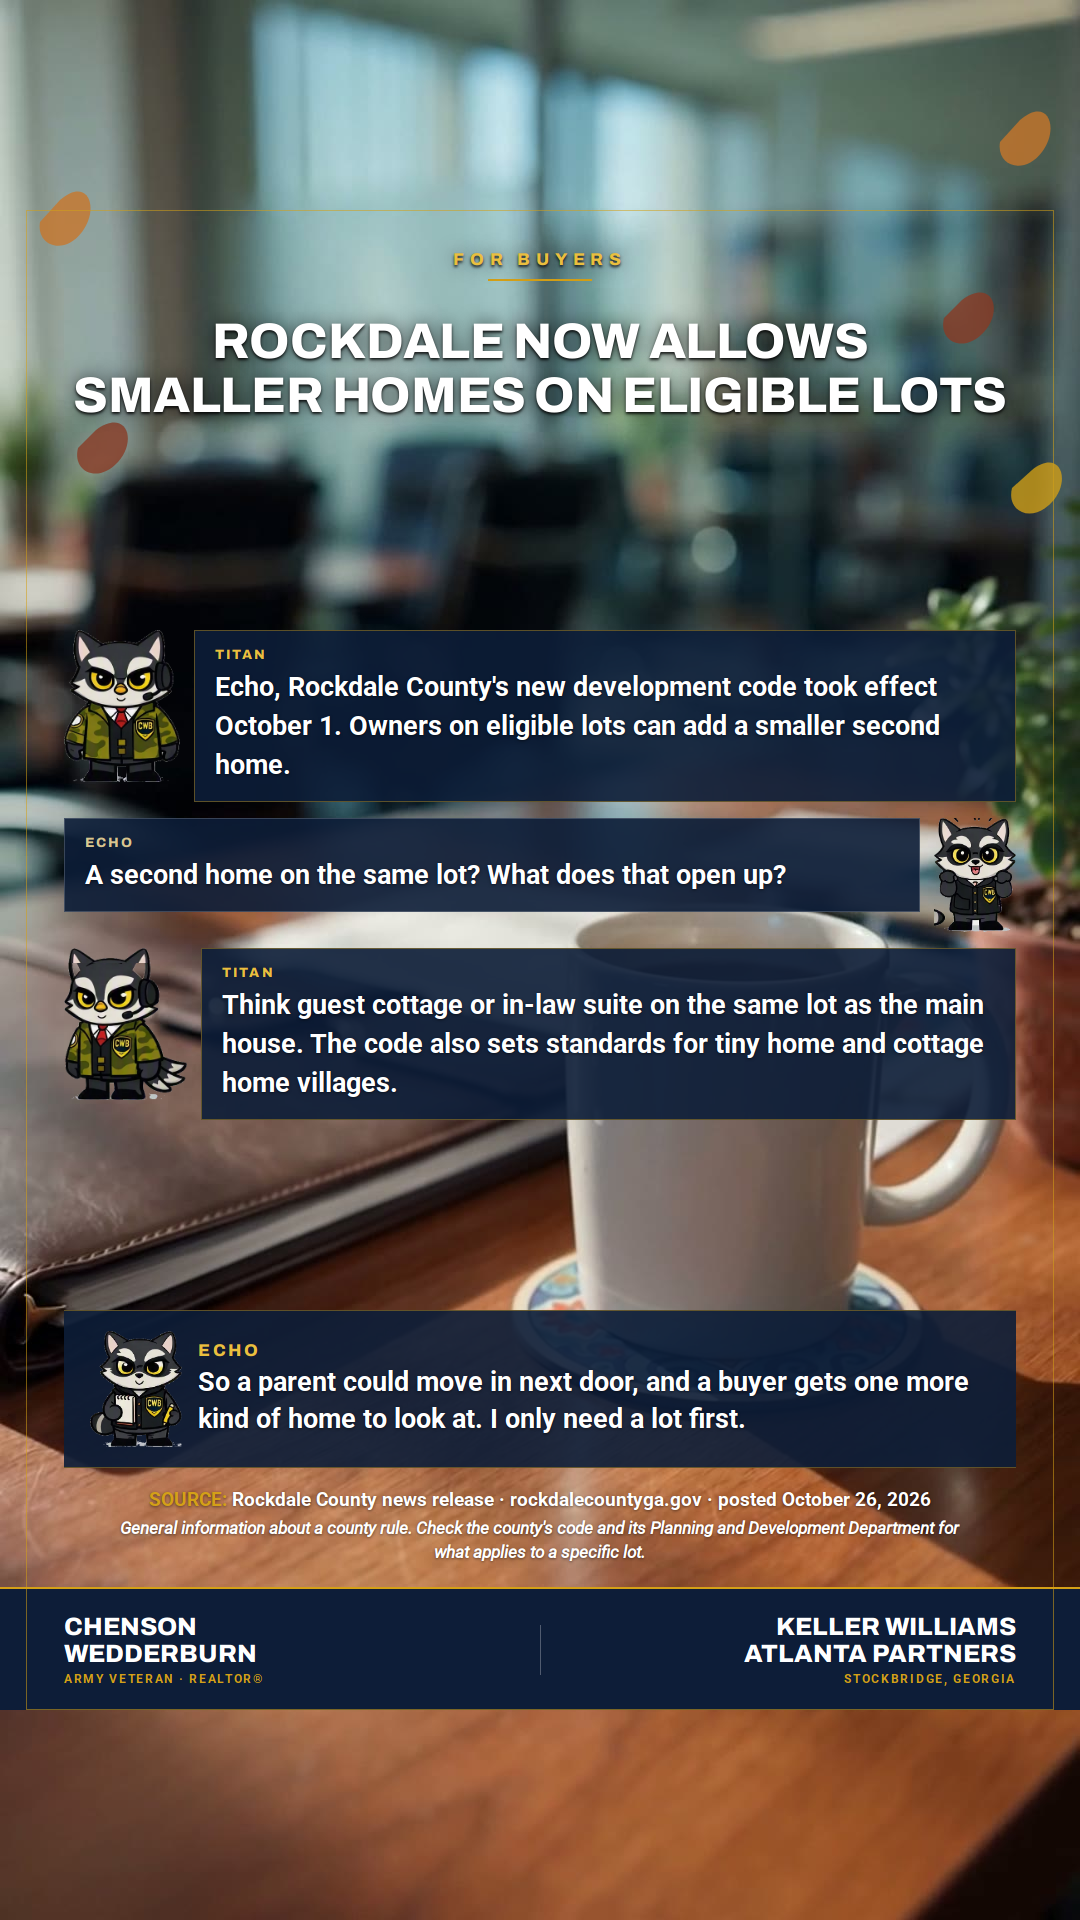 FOR BUYERS
ROCKDALE NOW ALLOWS
SMALLER HOMES ON ELIGIBLE LOTS
TITAN
Echo, Rockdale County's new development code took effect
October 1. Owners on eligible lots can add a smaller second
home.
CWB
ECHO
A second home on the same lot? What does that open up?
CWB
TITAN
Think guest cottage or in-law suite on the same lot as the main
house. The code also sets standards for tiny home and cottage
home villages.
CWB
ECHO
So a parent could move in next door, and a buyer gets one more
kind of home to look at. I only need a lot first.
CWB
SOURCE: Rockdale County news release · rockdalecountyga.gov · posted October 26, 2026
General information about a county rule. Check the county's code and its Planning and Development Department for
what applies to a specific lot.
CHENSON
WEDDERBURN
ARMY VETERAN · REALTOR®
KELLER WILLIAMS
ATLANTA PARTNERS
STOCKBRIDGE, GEORGIA